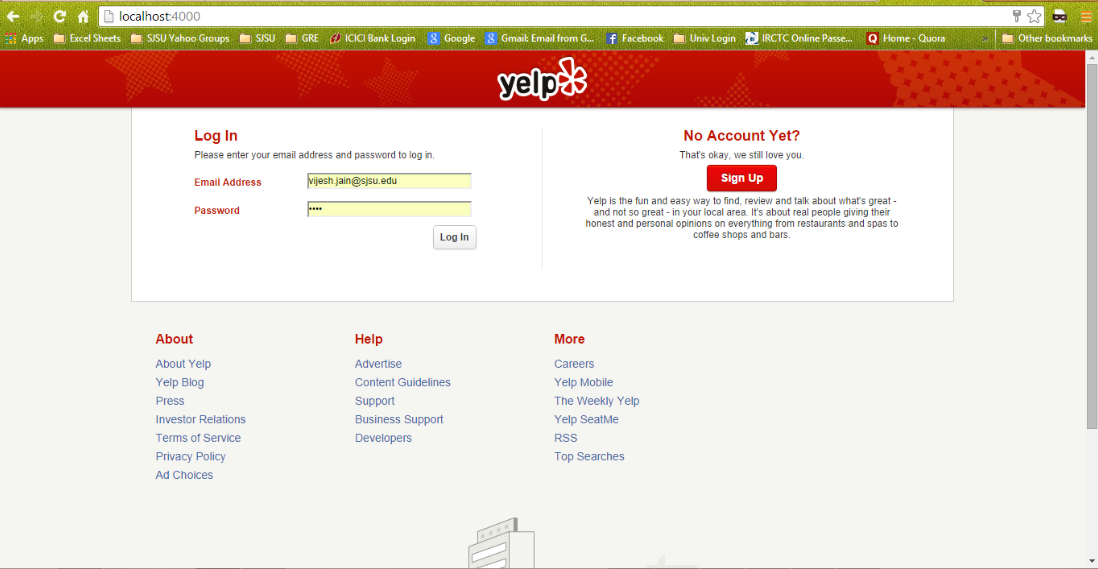 localhost:4000
Apps Excel Sheets SJSU Yahoo Groups SJSU GRE ICICI Bank Login Google Gmail: Email from G... Facebook Univ Login IRCTC Online Passe... Home - Quora » Other bookmarks
yelp
Log In
Please enter your email address and password to log in.
Email Address vijesh.jain@sjsu.edu
Password ••••
Log In
No Account Yet?
That's okay, we still love you.
Sign Up
Yelp is the fun and easy way to find, review and talk about what's great -
and not so great - in your local area. It's about real people giving their
honest and personal opinions on everything from restaurants and spas to
coffee shops and bars.
About
About Yelp
Yelp Blog
Press
Investor Relations
Terms of Service
Privacy Policy
Ad Choices
Help
Advertise
Content Guidelines
Support
Business Support
Developers
More
Careers
Yelp Mobile
The Weekly Yelp
Yelp SeatMe
RSS
Top Searches